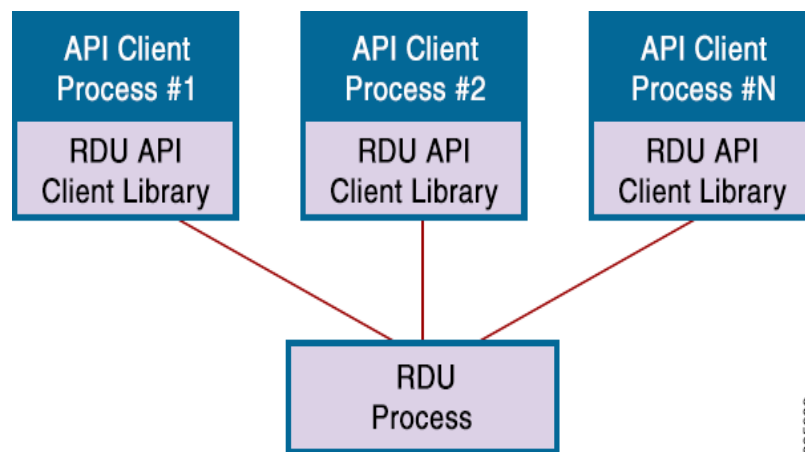 API Client
Process #1
RDU API
Client Library
API Client
Process #2
RDU API
Client Library
API Client
Process #N
RDU API
Client Library
RDU
Process